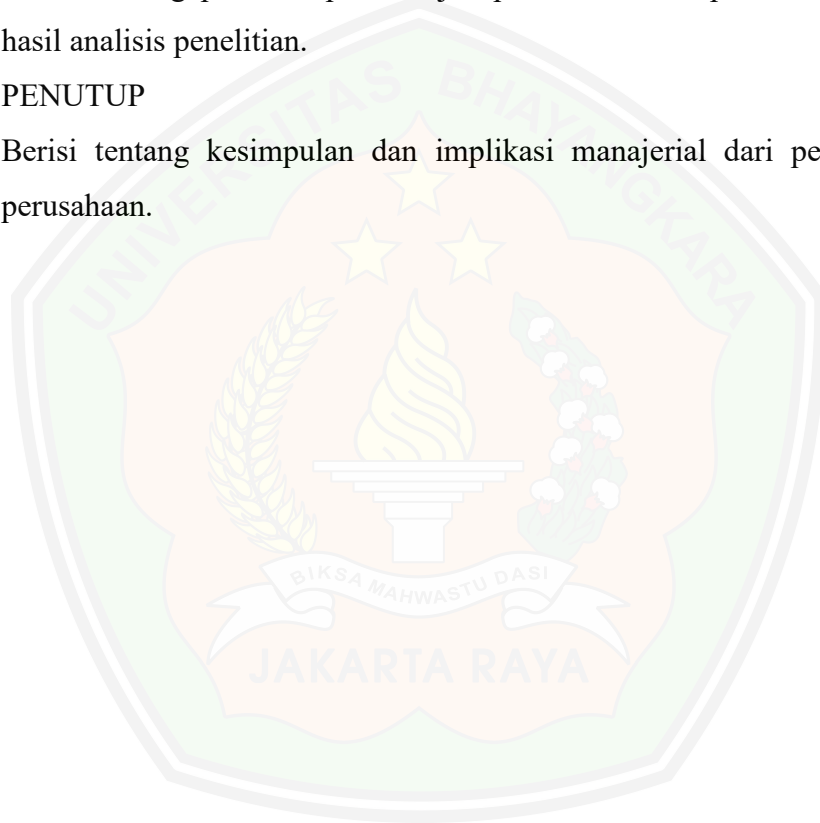 hasil analisis penelitian.
PENUTUP
Berisi tentang kesimpulan dan implikasi manajerial dari
perusahaan.
UNIVERSITAS BHAYANGKARA
BIKSA MAHWASTU DASI
JAKARTA RAYA